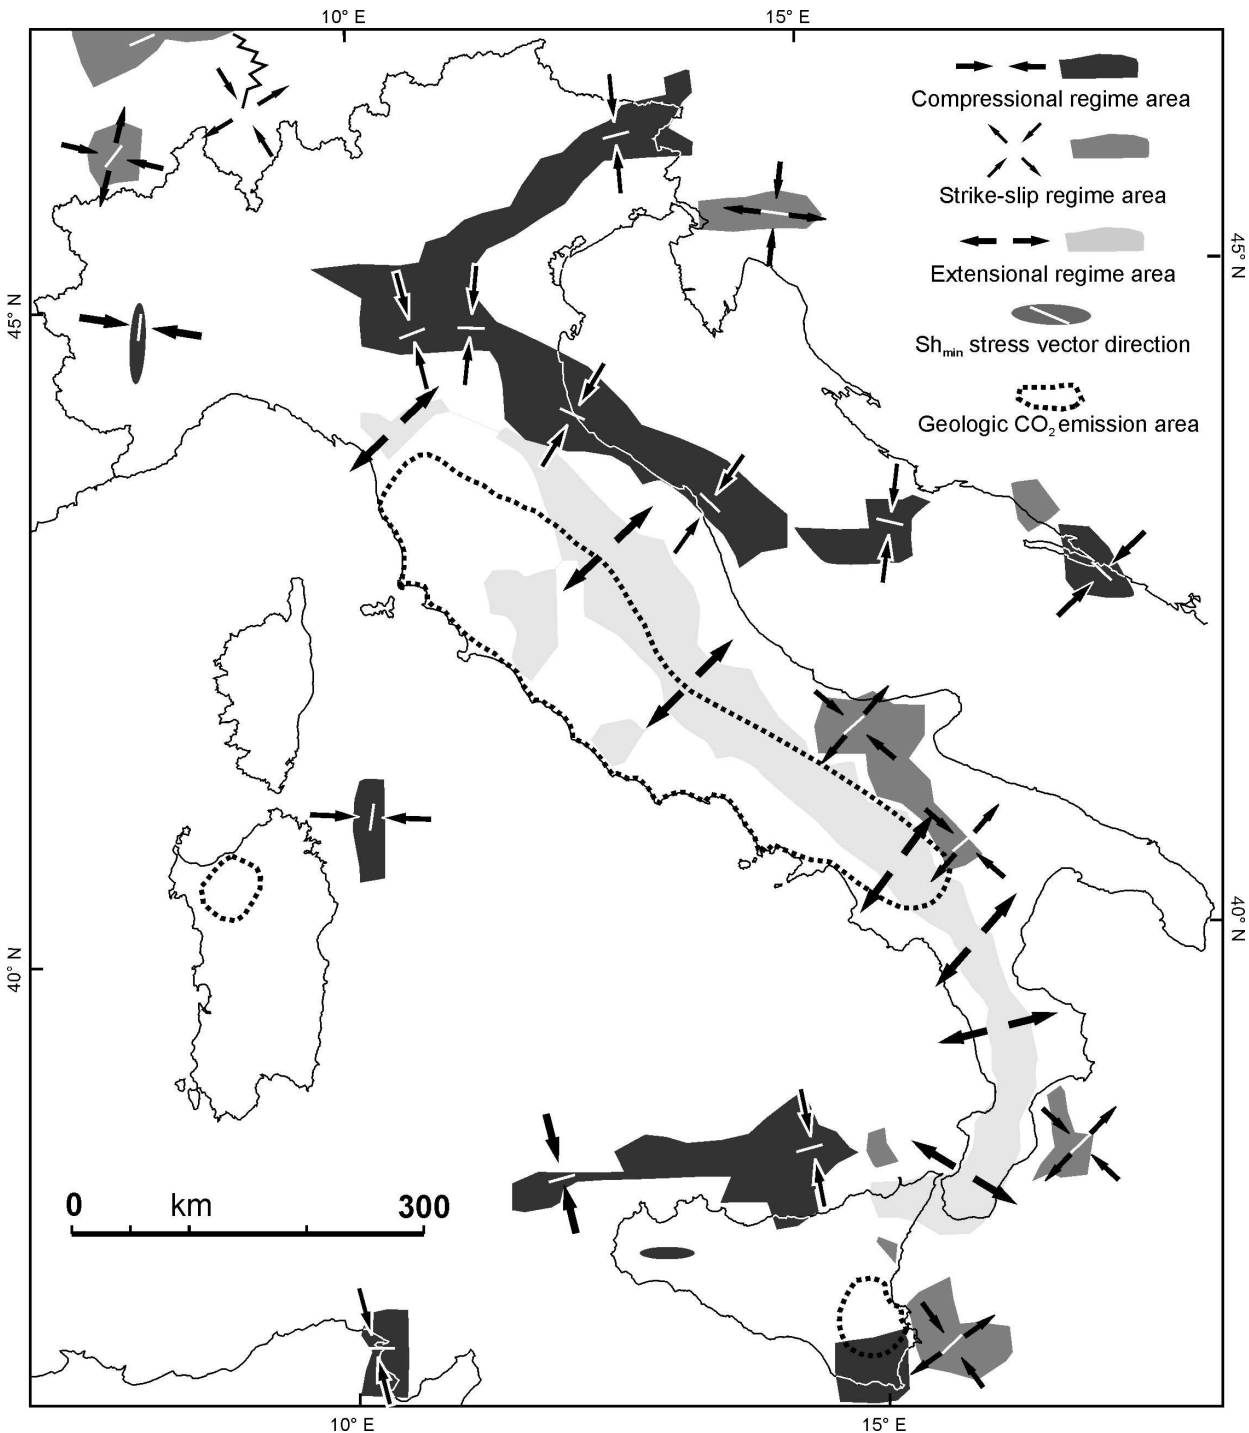 10° E
15° E
Compressional regime area
Strike-slip regime area
45° N
45° N
Extensional regime area
Shmin stress vector direction
Geologic CO2 emission area
40° N
40° N
0 km 300
10° E
15° E